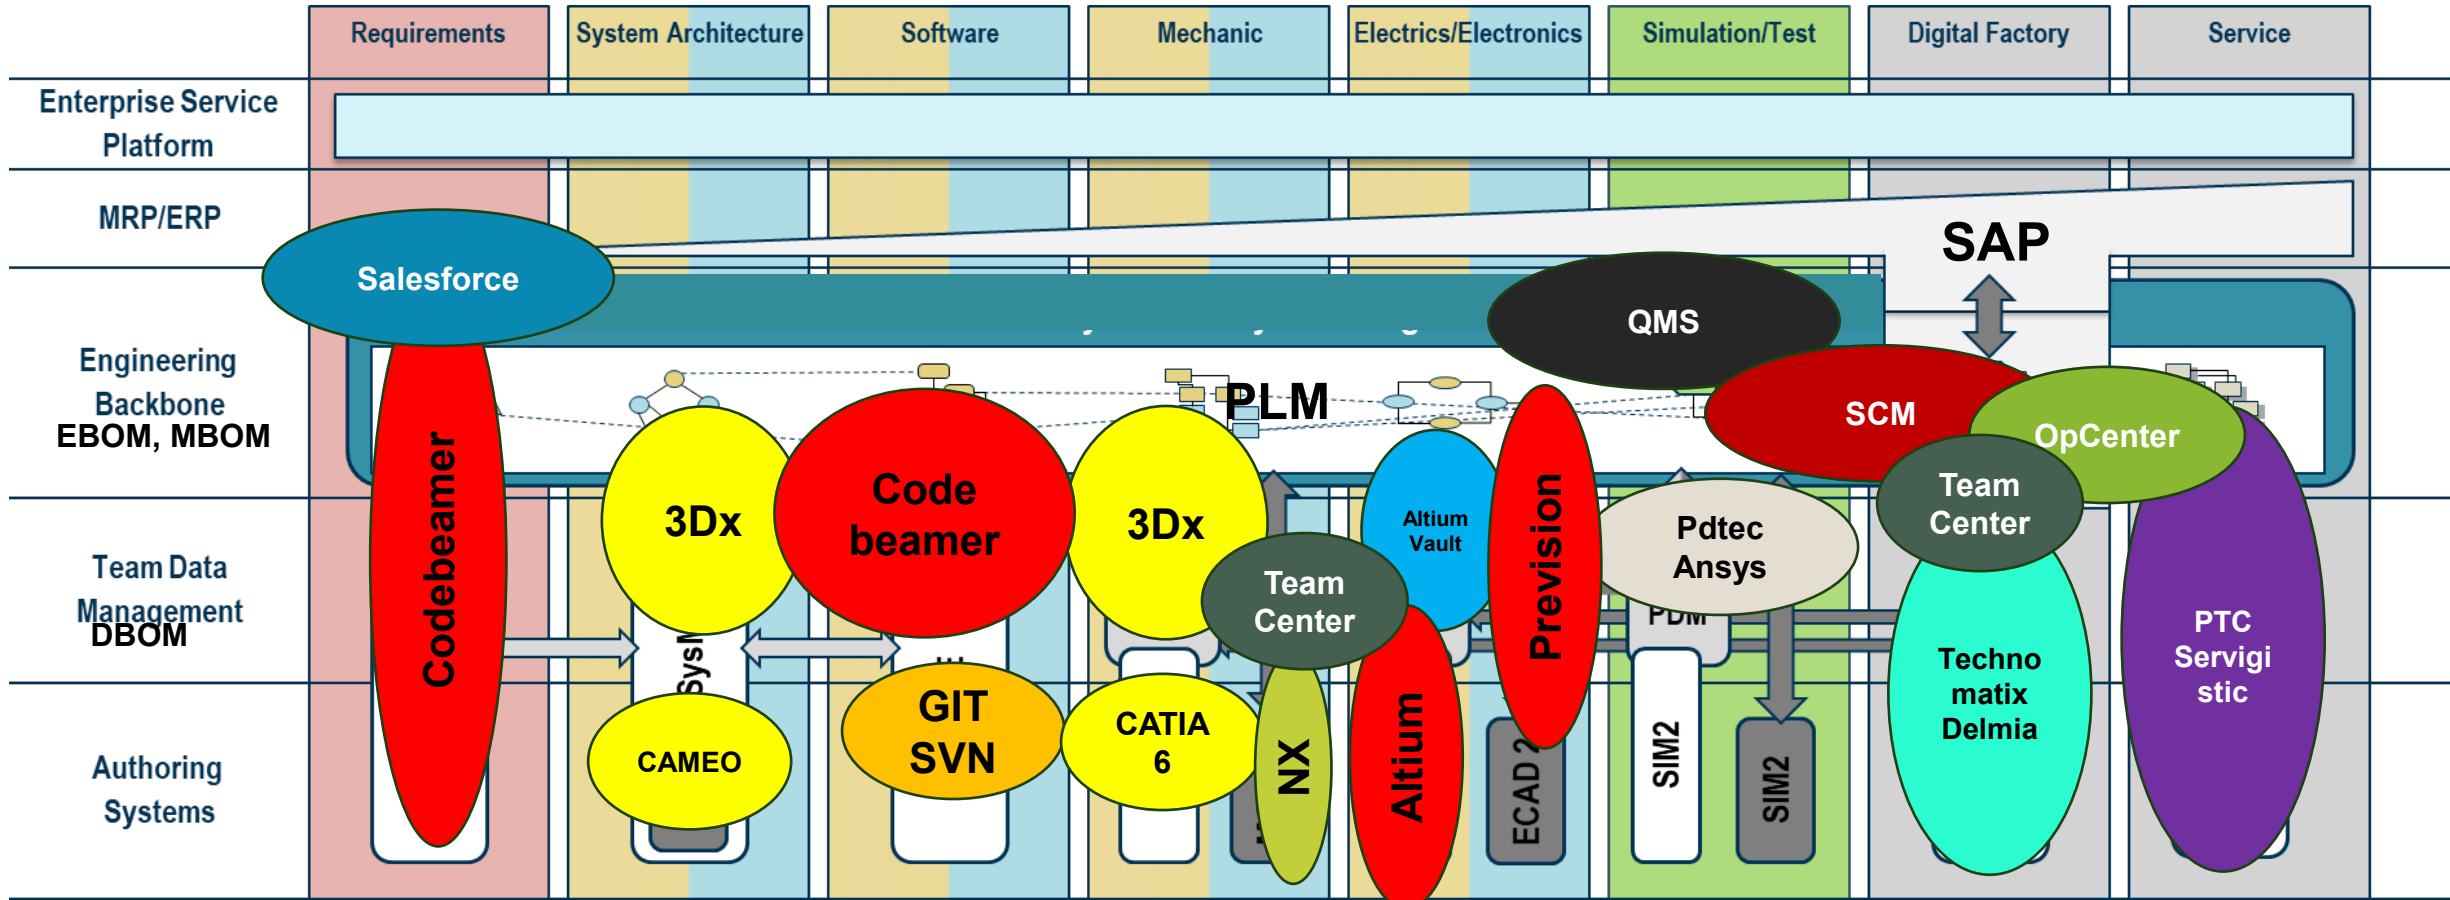 Requirements
System Architecture
Software
Mechanic
Electrics/Electronics
Simulation/Test
Digital Factory
Service
Enterprise Service
Platform
MRP/ERP
SAP
Salesforce
QMS
Engineering
Backbone
EBOM, MBOM
PLM
SCM
OpCenter
Codebeamer
3Dx
Code
beamer
3Dx
Altium
Vault
Prevision
Pdtec
Ansys
Team
Center
Team Data
Management
DBOM
Team
Center
PDM
PTC
Servigi
stic
Techno
matix
Delmia
Authoring
Systems
CAMEO
GIT
SVN
CATIA
6
NX
Altium
ECAD 2
SIM2
SIM2